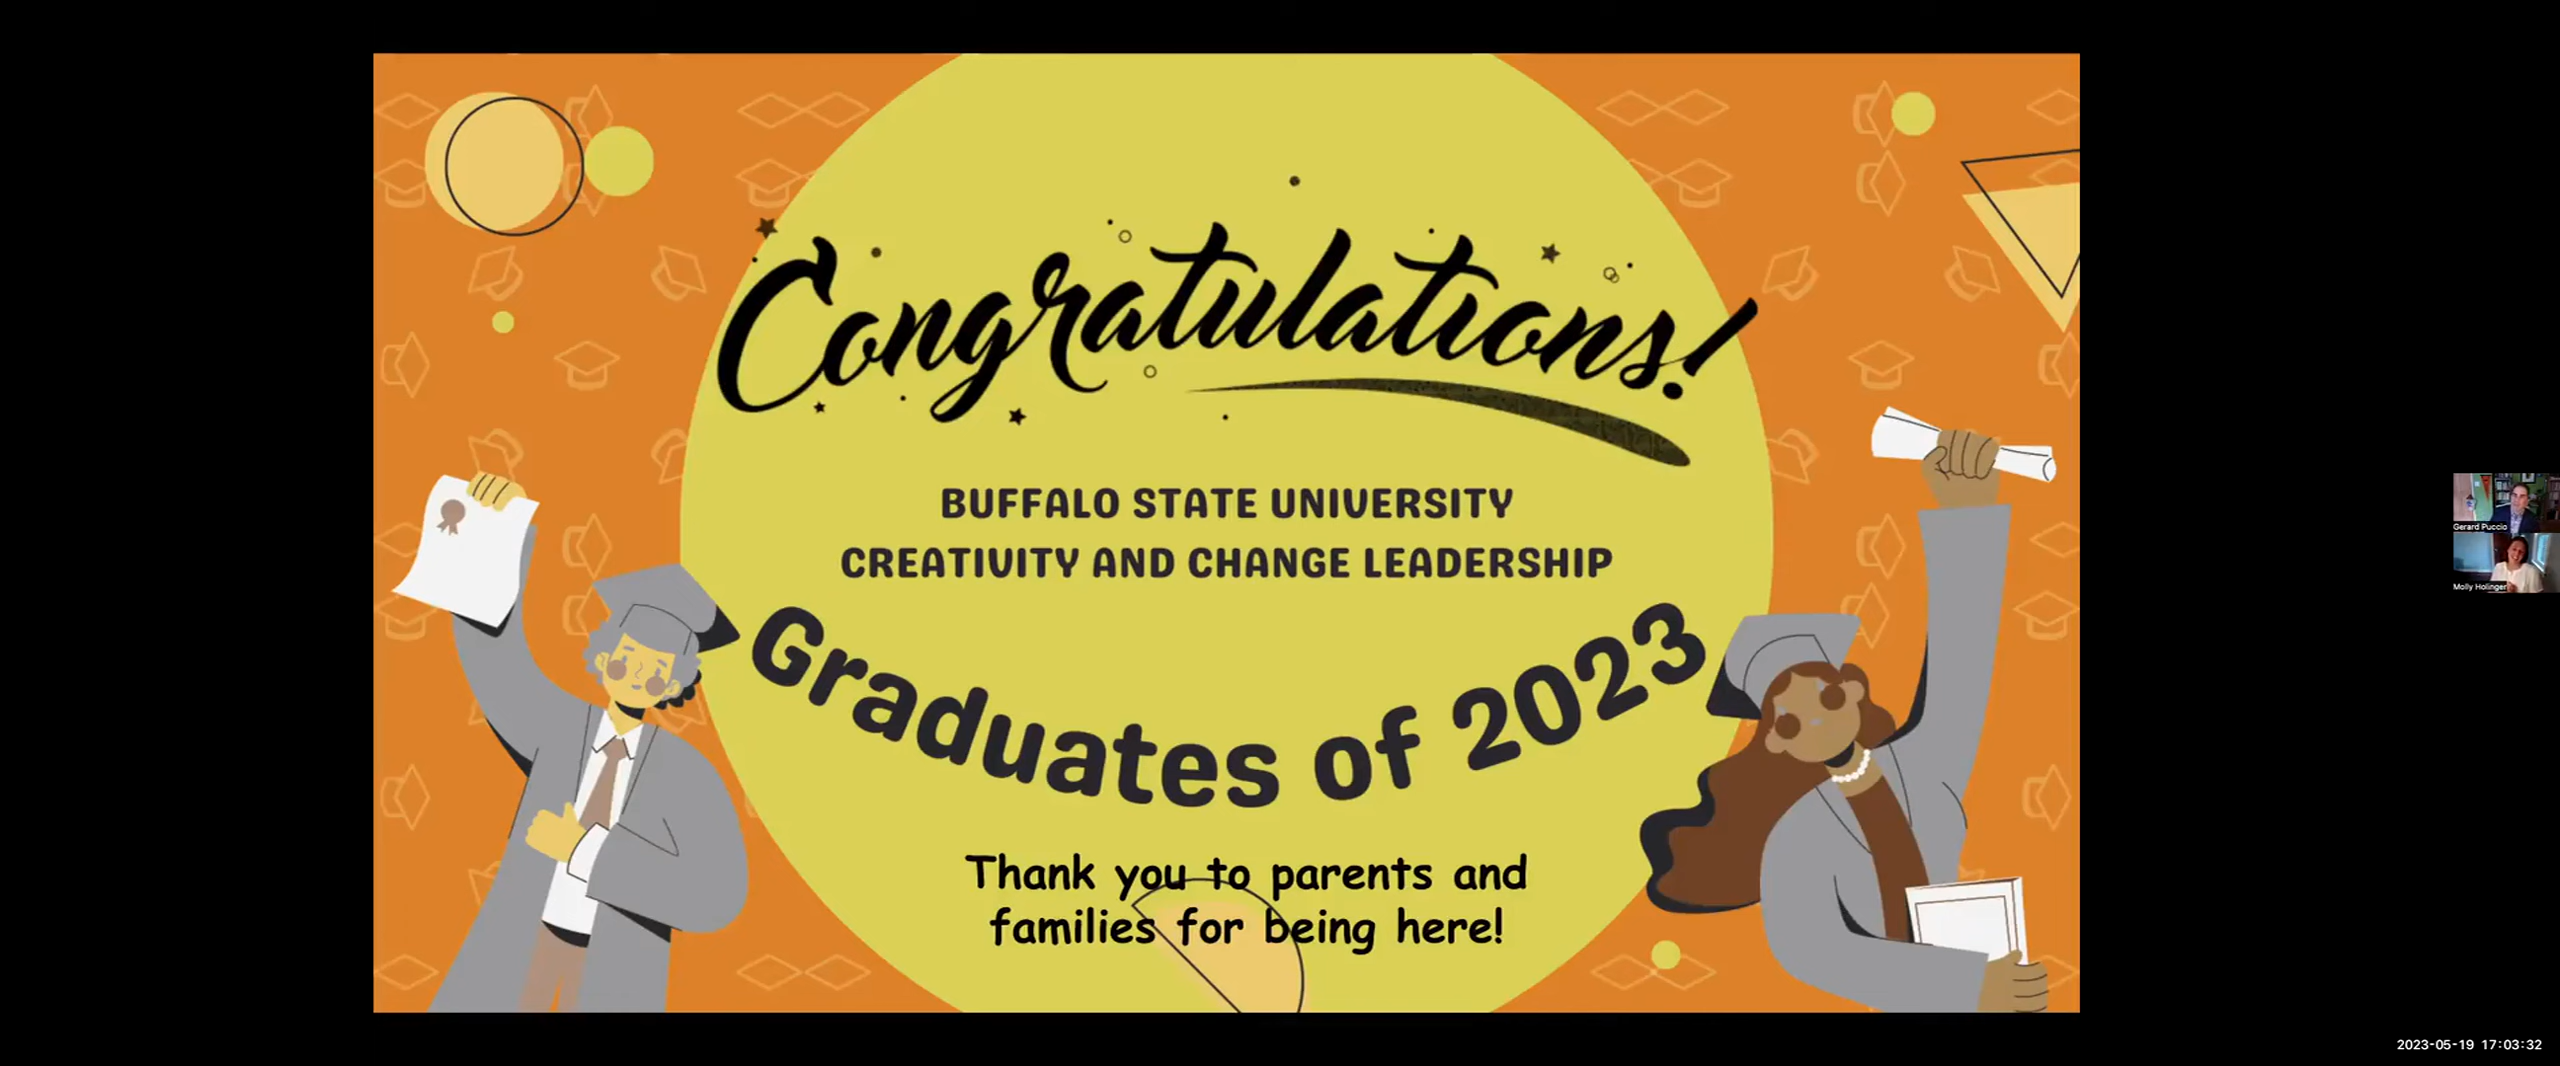 Congratulations!
BUFFALO STATE UNIVERSITY
CREATIVITY AND CHANGE LEADERSHIP
Graduates of 2023
Thank you to parents and
families for being here!
Gerard Puccio
Molly Holinger
2023-05-19 17:03:32